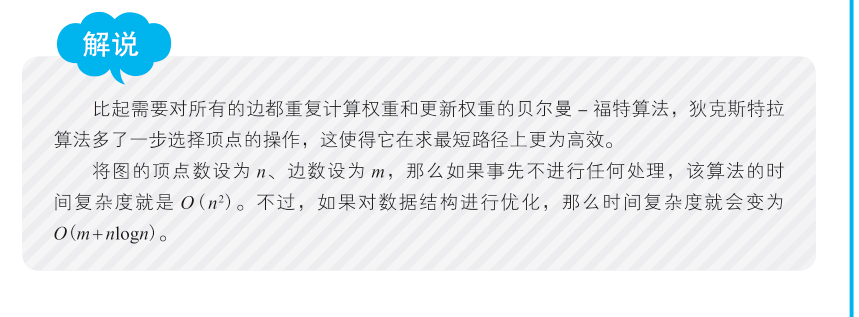 解说
比起需要对所有的边都重复计算权重和更新权重的贝尔曼－福特算法，狄克斯特拉
算法多了一步选择顶点的操作，这使得它在求最短路径上更为高效。
将图的顶点数设为 n、边数设为 m，那么如果事先不进行任何处理，该算法的时
间复杂度就是 O（n²）。不过，如果对数据结构进行优化，那么时间复杂度就会变为
O（m+nlogn）。